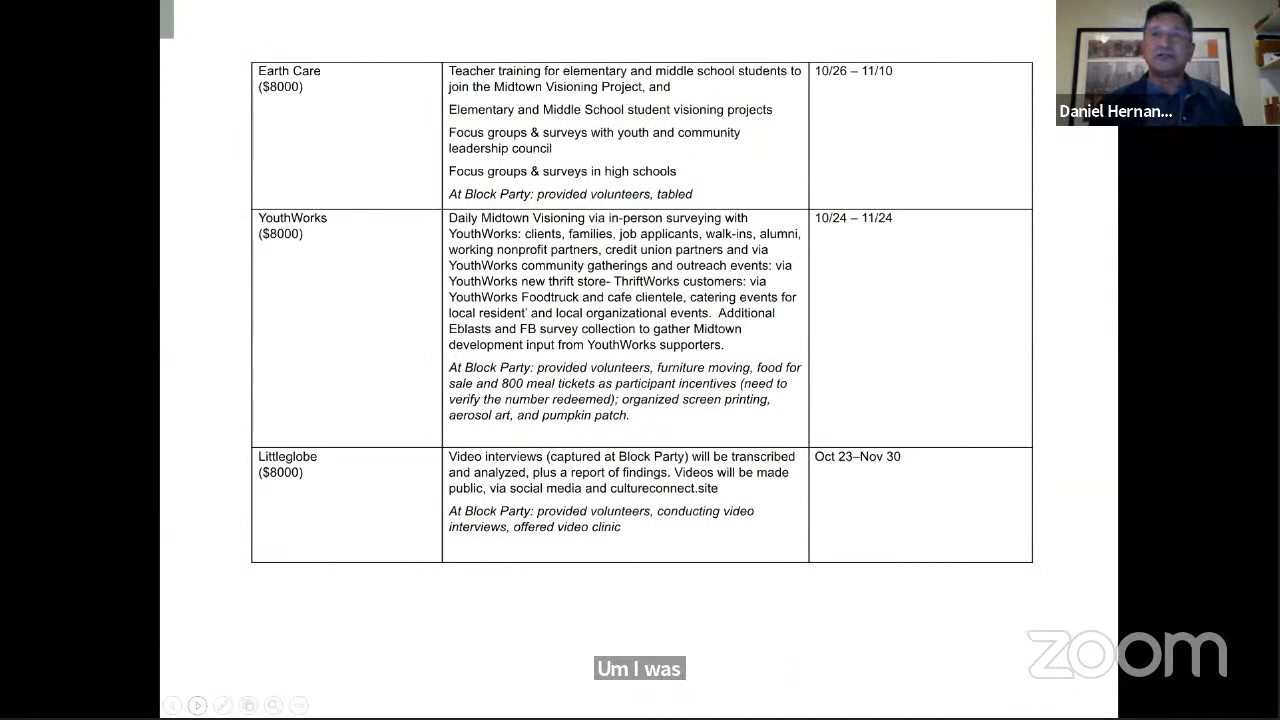 Earth Care
($8000)
Teacher training for elementary and middle school students to
join the Midtown Visioning Project, and
Elementary and Middle School student visioning projects
Focus groups & surveys with youth and community
leadership council
Focus groups & surveys in high schools
At Block Party: provided volunteers, tabled
10/26 – 11/10
YouthWorks
($8000)
Daily Midtown Visioning via in-person surveying with
YouthWorks: clients, families, job applicants, walk-ins, alumni,
working nonprofit partners, credit union partners and via
YouthWorks community gatherings and outreach events: via
YouthWorks new thrift store- ThriftWorks customers: via
YouthWorks Foodtruck and cafe clientele, catering events for
local resident’ and local organizational events.  Additional
Eblasts and FB survey collection to gather Midtown
development input from YouthWorks supporters.
At Block Party: provided volunteers, furniture moving, food for
sale and 800 meal tickets as participant incentives (need to
verify the number redeemed); organized screen printing,
aerosol art, and pumpkin patch.
10/24 – 11/24
Littleglobe
($8000)
Video interviews (captured at Block Party) will be transcribed
and analyzed, plus a report of findings. Videos will be made
public, via social media and cultureconnect.site
At Block Party: provided volunteers, conducting video
interviews, offered video clinic
Oct 23–Nov 30
Daniel Hernan...
Um I was
zoom